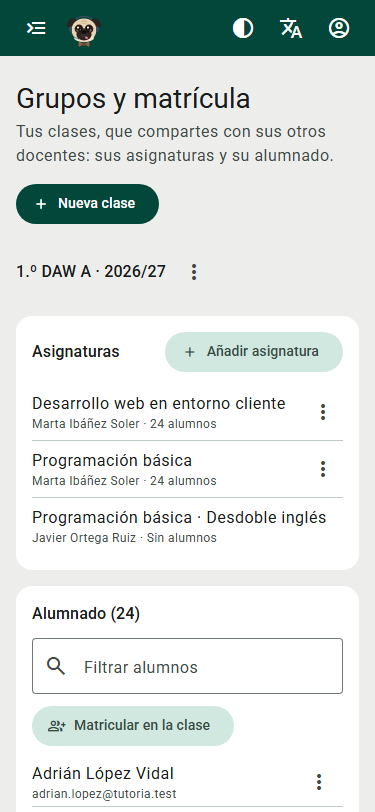 Grupos y matrícula
Tus clases, que compartes con sus otros
docentes: sus asignaturas y su alumnado.
Nueva clase
1.º DAW A · 2026/27
Asignaturas
Añadir asignatura
Desarrollo web en entorno cliente
Marta Ibáñez Soler · 24 alumnos
Programación básica
Marta Ibáñez Soler · 24 alumnos
Programación básica · Desdoble inglés
Javier Ortega Ruiz · Sin alumnos
Alumnado (24)
Filtrar alumnos
Matricular en la clase
Adrián López Vidal
adrian.lopez@tutoria.test